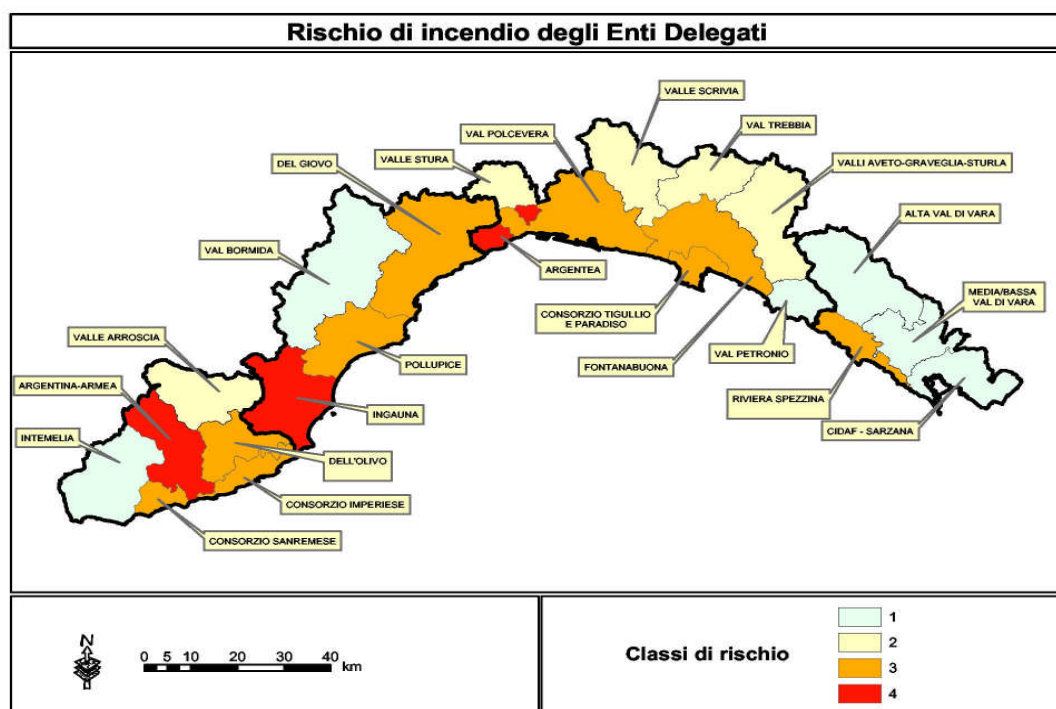 Rischio di incendio degli Enti Delegati
VALLE SCRIVIA
VAL TREBBIA
VAL POLCEVERA
VALLE STURA
DEL GIOVO
VALLI AVETO-GRAVEGLIA-STURLA
ALTA VAL DI VARA
VAL BORMIDA
ARGENTEA
MEDIA/BASSA
VAL DI VARA
CONSORZIO TIGULLIO
E PARADISO
VALLE ARROSCIA
VAL PETRONIO
POLLUPICE
FONTANABUONA
ARGENTINA-ARMEA
RIVIERA SPEZZINA
INGAUNA
CIDAF - SARZANA
INTEMELIA
DELL'OLIVO
CONSORZIO IMPERIESE
CONSORZIO SANREMESE
N
0 5 10 20 30 40
km
Classi di rischio
1
2
3
4